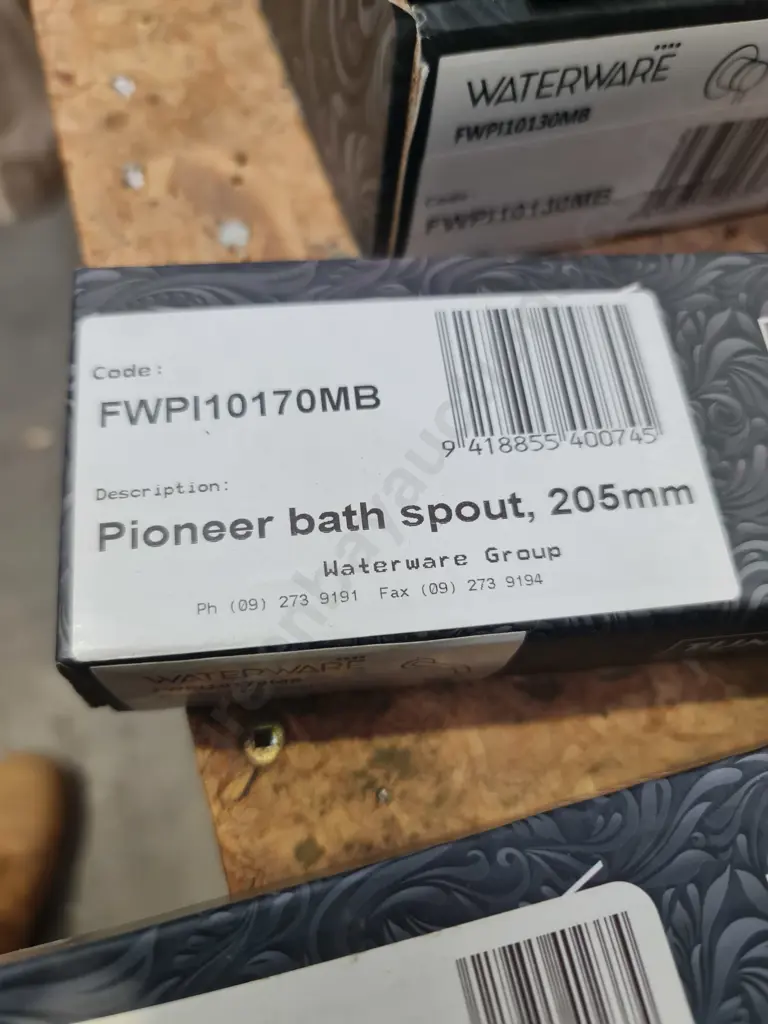 WATERWARE
FWPI10130MB
Code:
FWPI10130MB
Code:
FWPI10170MB
9 418855 400745
Description:
Pioneer bath spout, 205mm
Waterware Group
Ph (09) 273 9191 Fax (09) 273 9194
WATERWARE